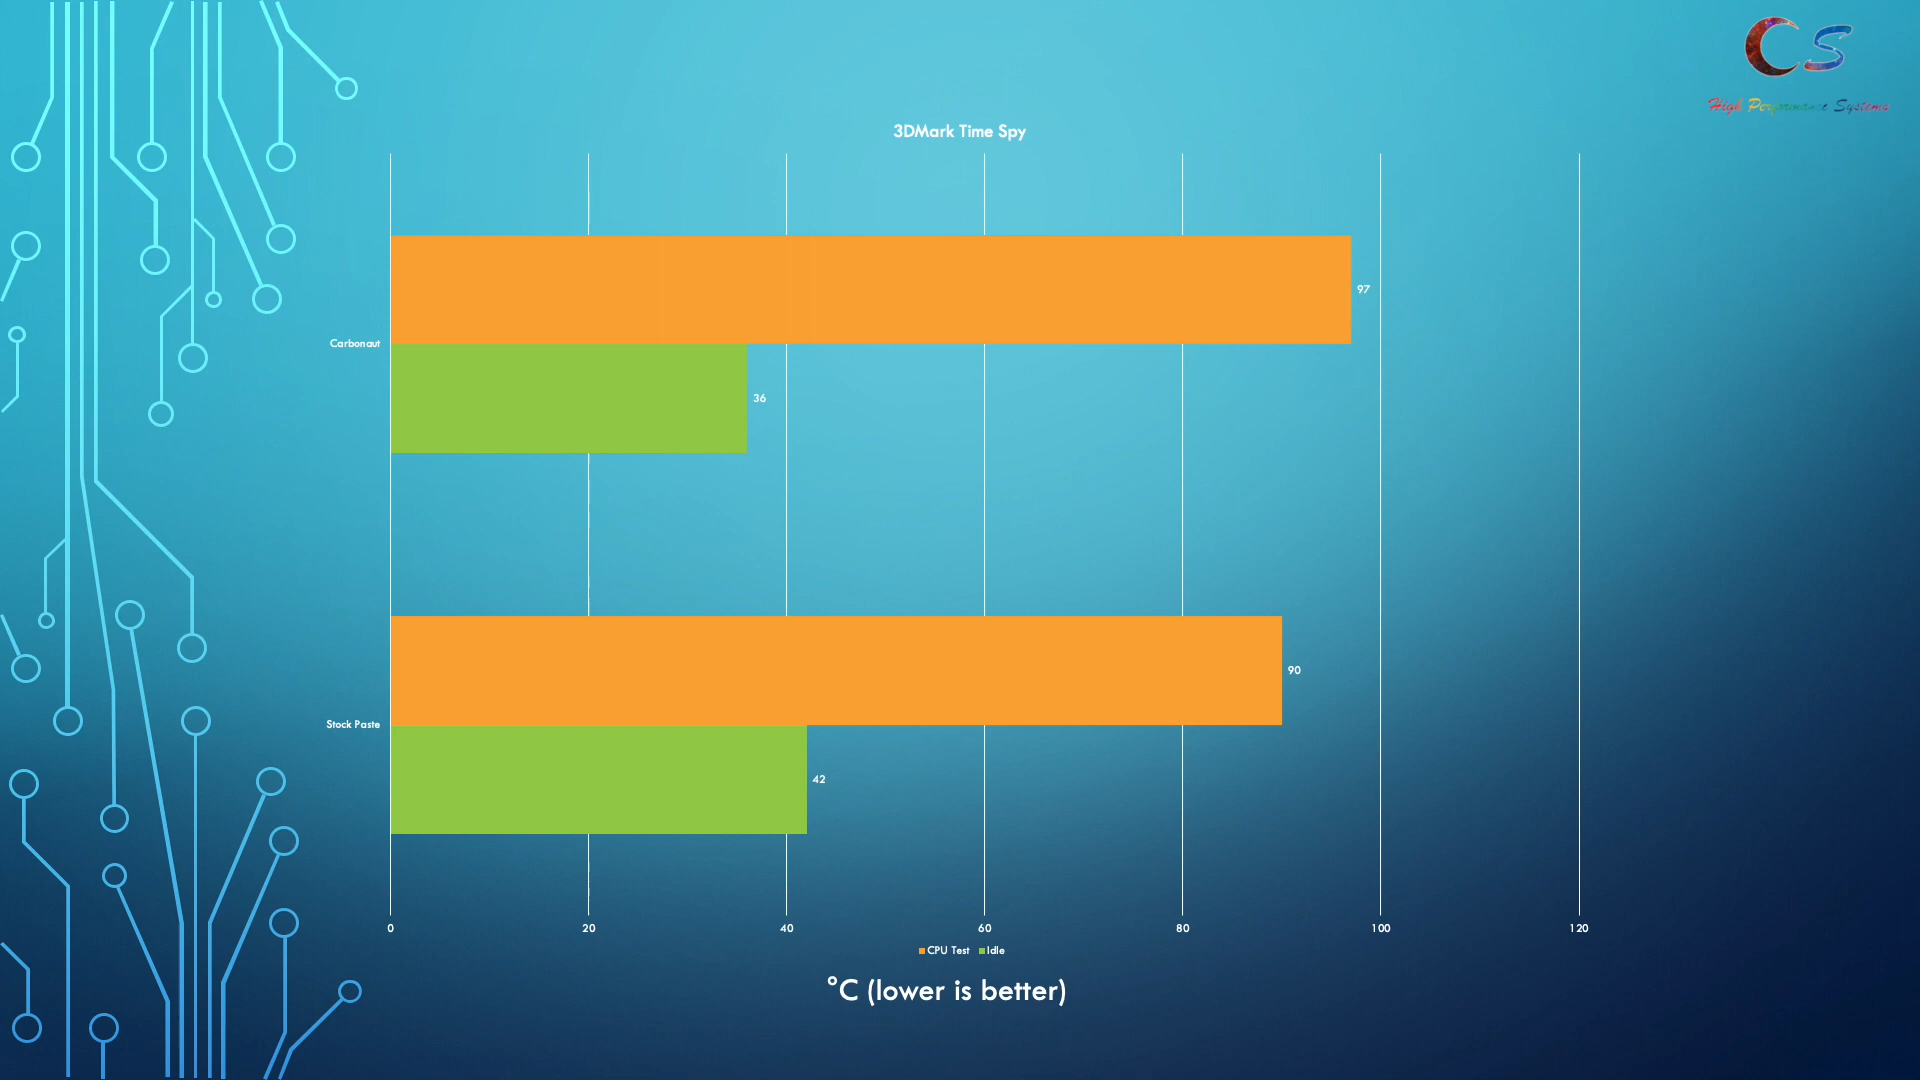 CS
High Performance Systems
3DMark Time Spy
97
Carbonaut
36
90
Stock Paste
42
0 20 40 60 80 100 120
CPU Test Idle
°C (lower is better)